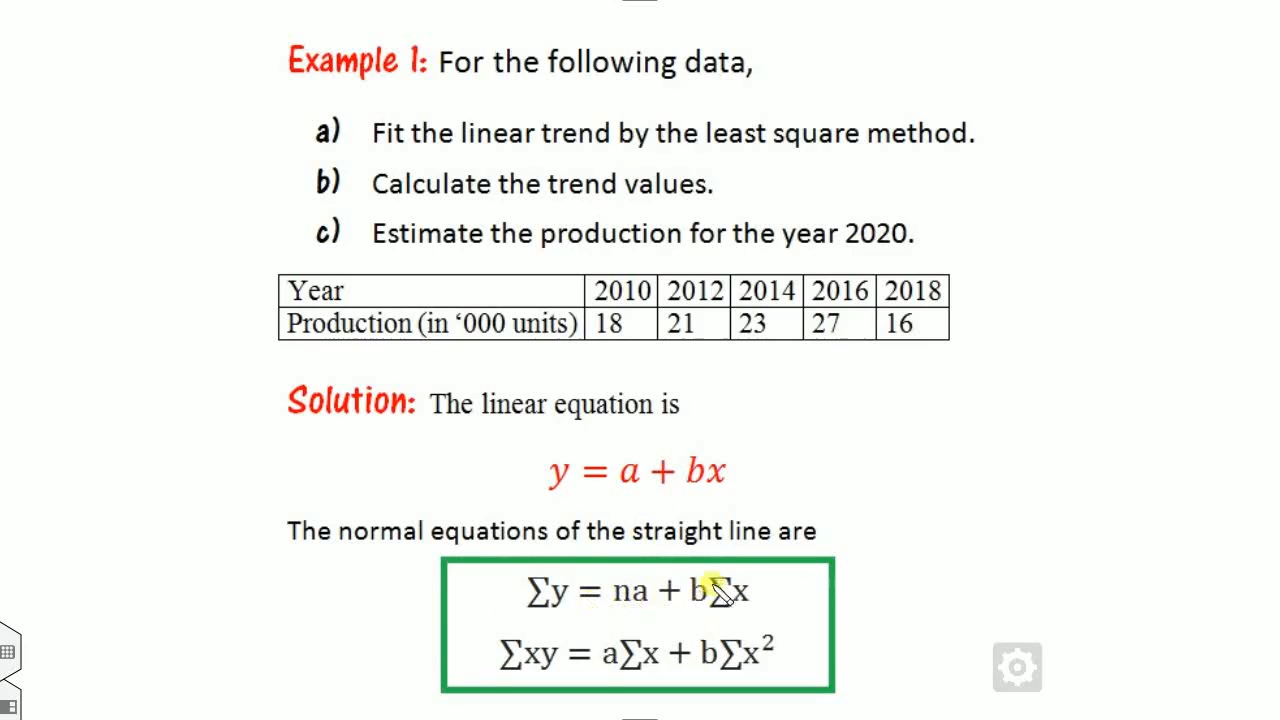 Example 1: For the following data,
a) Fit the linear trend by the least square method.
b) Calculate the trend values.
c) Estimate the production for the year 2020.
Year 2010 2012 2014 2016 2018
Production (in ‘000 units) 18 21 23 27 16
Solution: The linear equation is
y = a + bx
The normal equations of the straight line are
∑y = na + b∑x
∑xy = a∑x + b∑x²